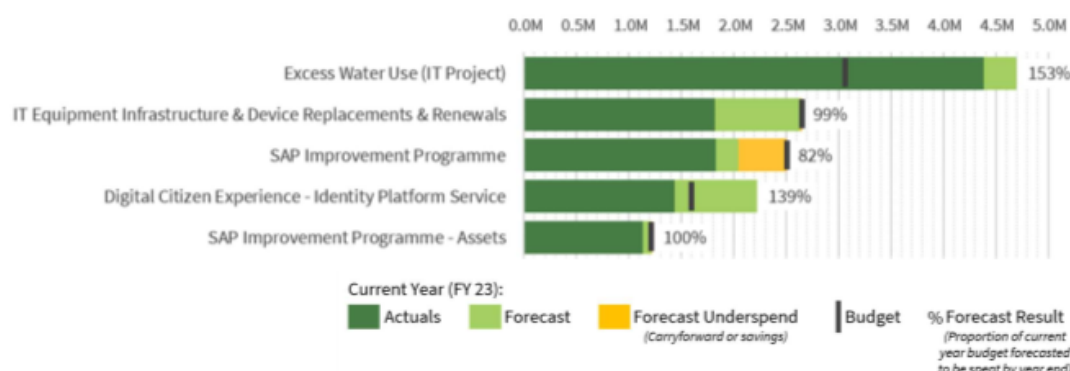 0.0M 0.5M 1.0M 1.5M 2.0M 2.5M 3.0M 3.5M 4.0M 4.5M 5.0M
Excess Water Use (IT Project) 153%
IT Equipment Infrastructure & Device Replacements & Renewals 99%
SAP Improvement Programme 82%
Digital Citizen Experience - Identity Platform Service 139%
SAP Improvement Programme - Assets 100%
Current Year (FY 23):
Actuals Forecast Forecast Underspend Budget % Forecast Result
(Carryforward or savings) (Proportion of current
year budget forecasted
to be spent by year end)